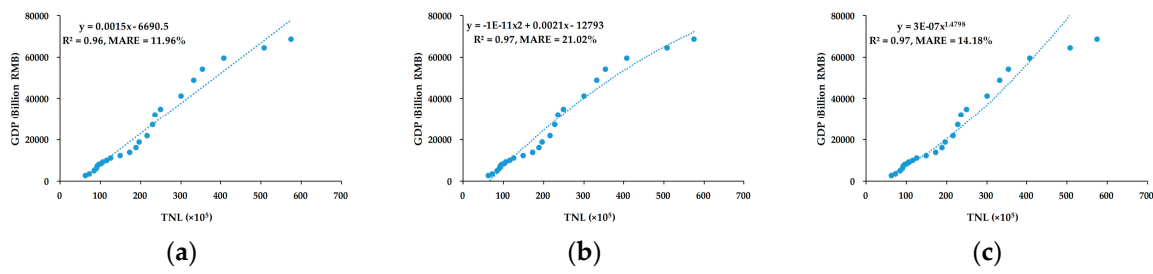 y = 0.0015x - 6690.5
R² = 0.96, MARE = 11.96%
GDP /Billion RMB)
80000
60000
40000
20000
0
0 100 200 300 400 500 600 700
TNL (×10⁵)
(a)
y = -1E-11x2 + 0.0021x - 12793
R² = 0.97, MARE = 21.02%
GDP /Billion RMB)
80000
60000
40000
20000
0
0 100 200 300 400 500 600 700
TNL (×10⁵)
(b)
y = 3E-07x¹·⁴⁷⁹⁸
R² = 0.97, MARE = 14.18%
GDP /Billion RMB)
80000
60000
40000
20000
0
0 100 200 300 400 500 600 700
TNL (×10⁵)
(c)